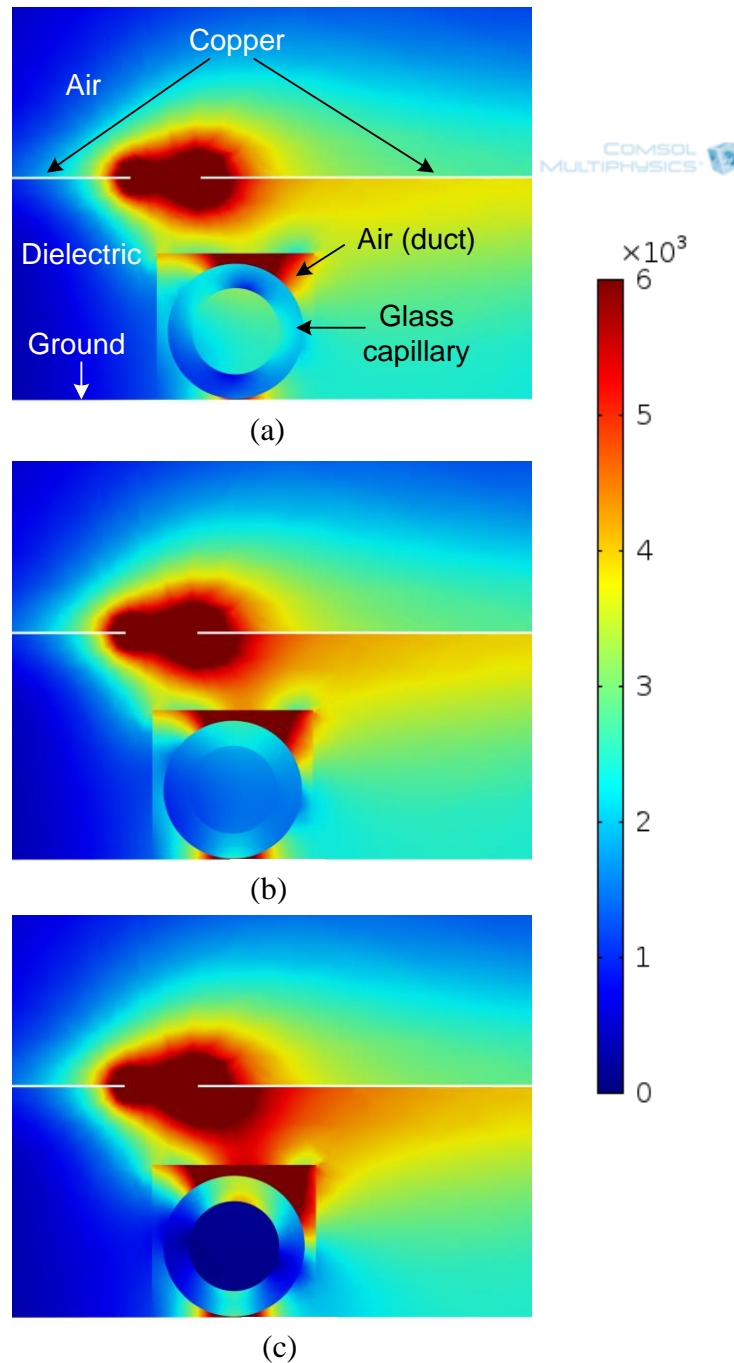 Copper
Air
COMSOL
MULTIPHYSICS®
Dielectric
Air (duct)
Glass
capillary
Ground
(a)
(b)
(c)
×10³
6
5
4
3
2
1
0